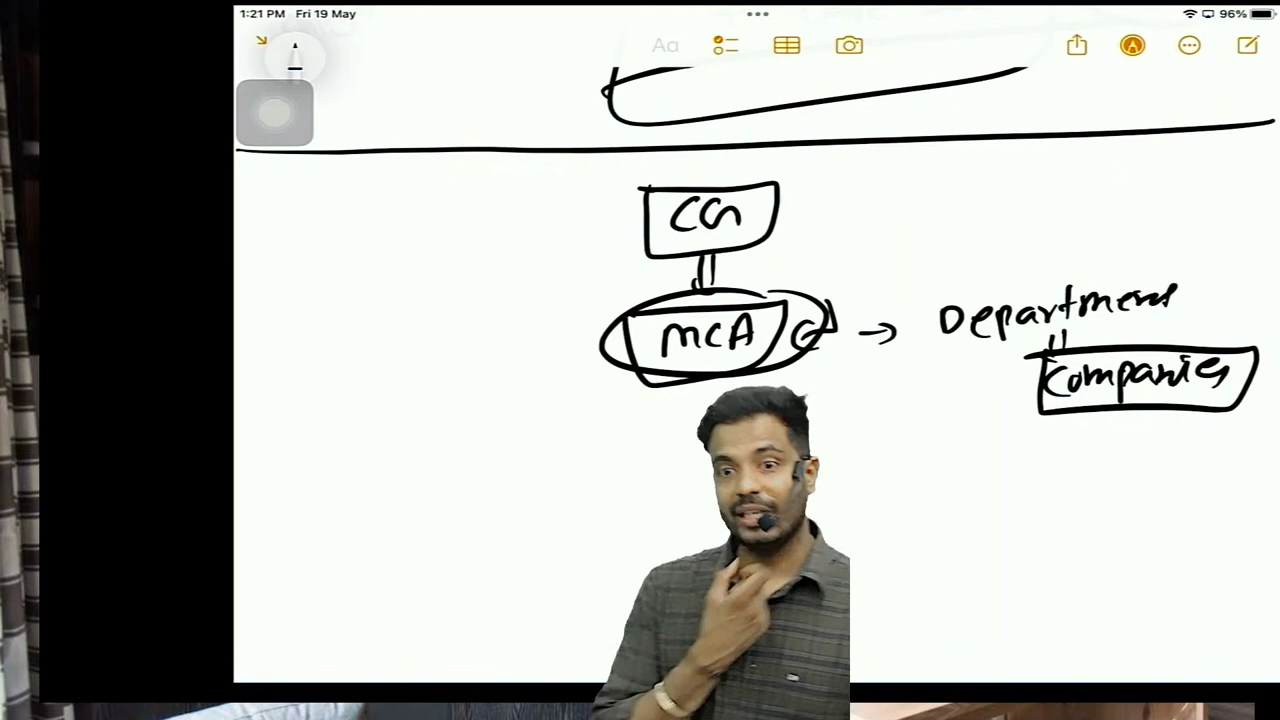 1:21 PM Fri 19 May
96%
Aa
CG
MCA
→ Department
Companies